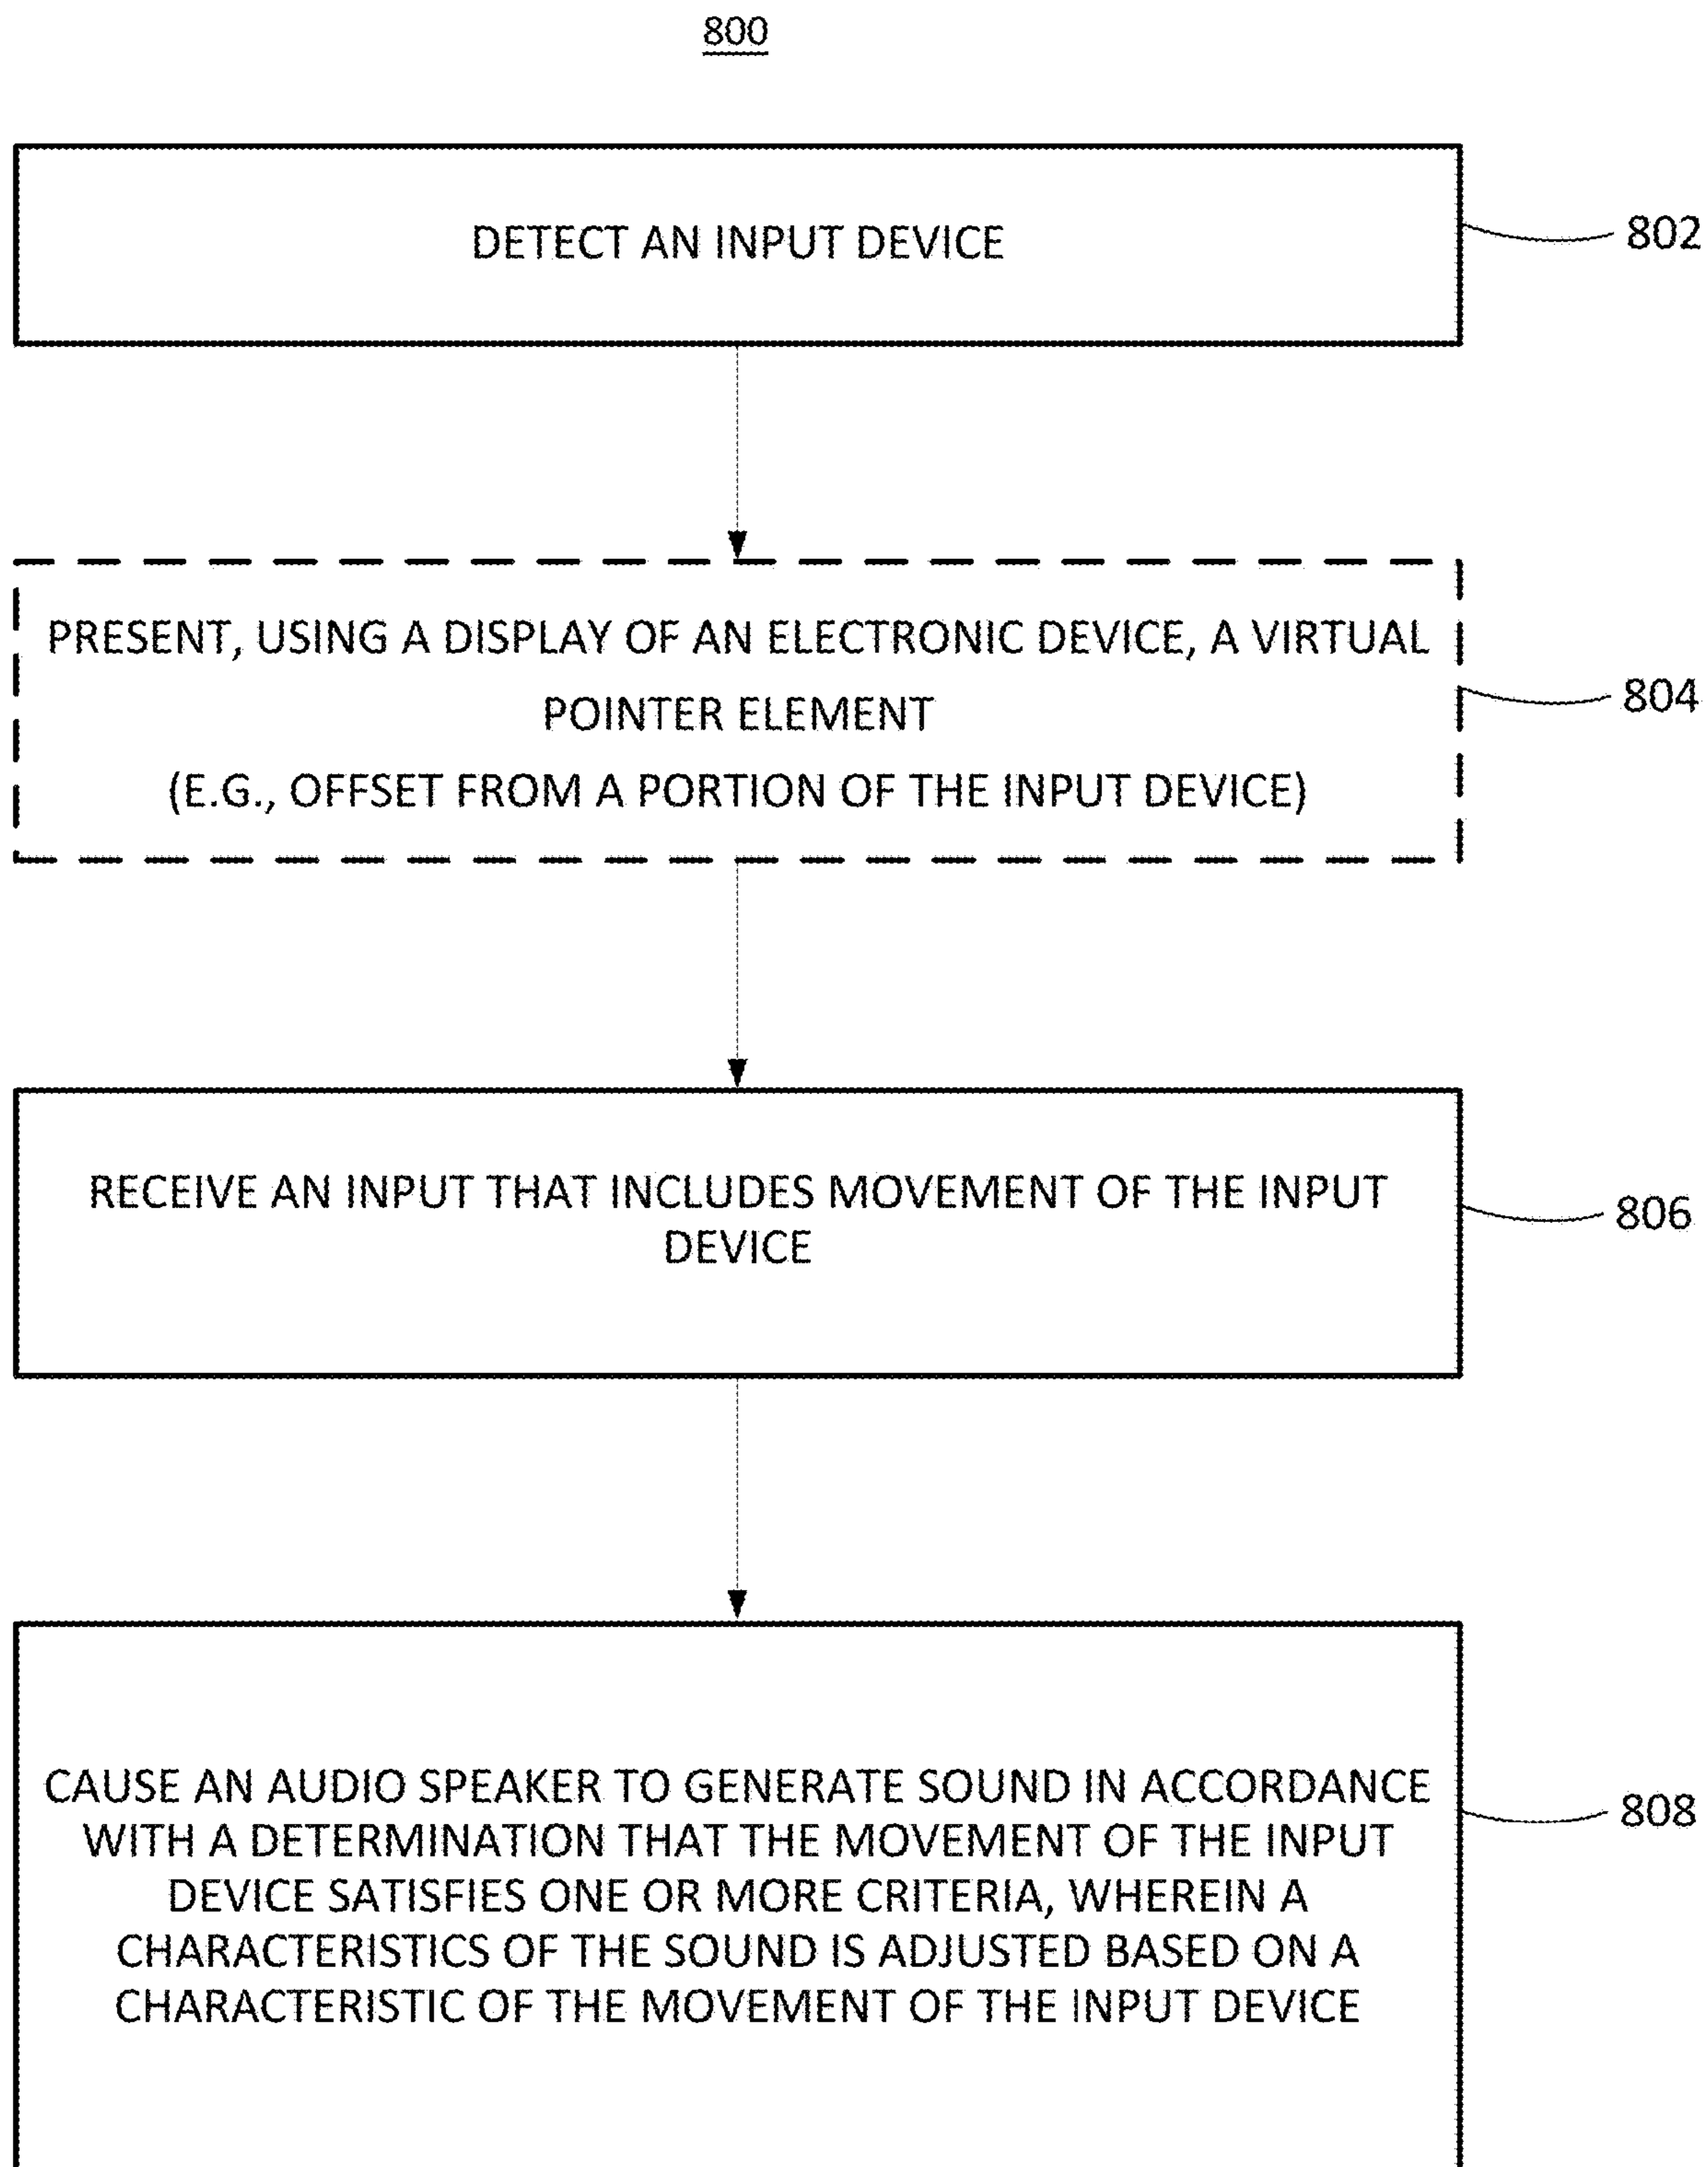 800
DETECT AN INPUT DEVICE
802
PRESENT, USING A DISPLAY OF AN ELECTRONIC DEVICE, A VIRTUAL
POINTER ELEMENT
(E.G., OFFSET FROM A PORTION OF THE INPUT DEVICE)
804
RECEIVE AN INPUT THAT INCLUDES MOVEMENT OF THE INPUT
DEVICE
806
CAUSE AN AUDIO SPEAKER TO GENERATE SOUND IN ACCORDANCE
WITH A DETERMINATION THAT THE MOVEMENT OF THE INPUT
DEVICE SATISFIES ONE OR MORE CRITERIA, WHEREIN A
CHARACTERISTICS OF THE SOUND IS ADJUSTED BASED ON A
CHARACTERISTIC OF THE MOVEMENT OF THE INPUT DEVICE
808